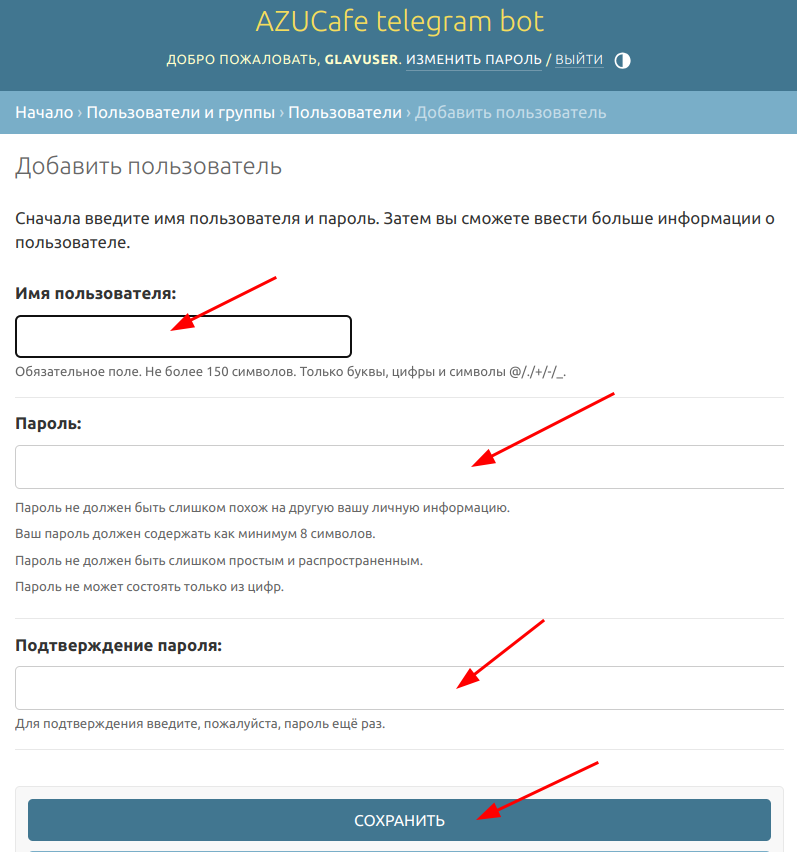 AZUCafe telegram bot
ДОБРО ПОЖАЛОВАТЬ, GLAVUSER. ИЗМЕНИТЬ ПАРОЛЬ / ВЫЙТИ
Начало › Пользователи и группы › Пользователи › Добавить пользователь
Добавить пользователь
Сначала введите имя пользователя и пароль. Затем вы сможете ввести больше информации о
пользователе.
Имя пользователя:
Обязательное поле. Не более 150 символов. Только буквы, цифры и символы @/./+/-/_.
Пароль:
Пароль не должен быть слишком похож на другую вашу личную информацию.
Ваш пароль должен содержать как минимум 8 символов.
Пароль не должен быть слишком простым и распространенным.
Пароль не может состоять только из цифр.
Подтверждение пароля:
Для подтверждения введите, пожалуйста, пароль ещё раз.
СОХРАНИТЬ